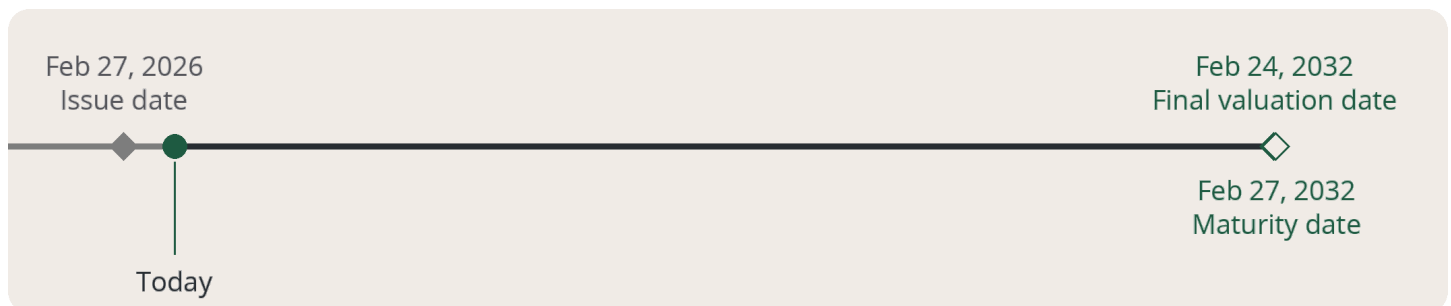 Feb 27, 2026
Issue date
Feb 24, 2032
Final valuation date
Feb 27, 2032
Maturity date
Today